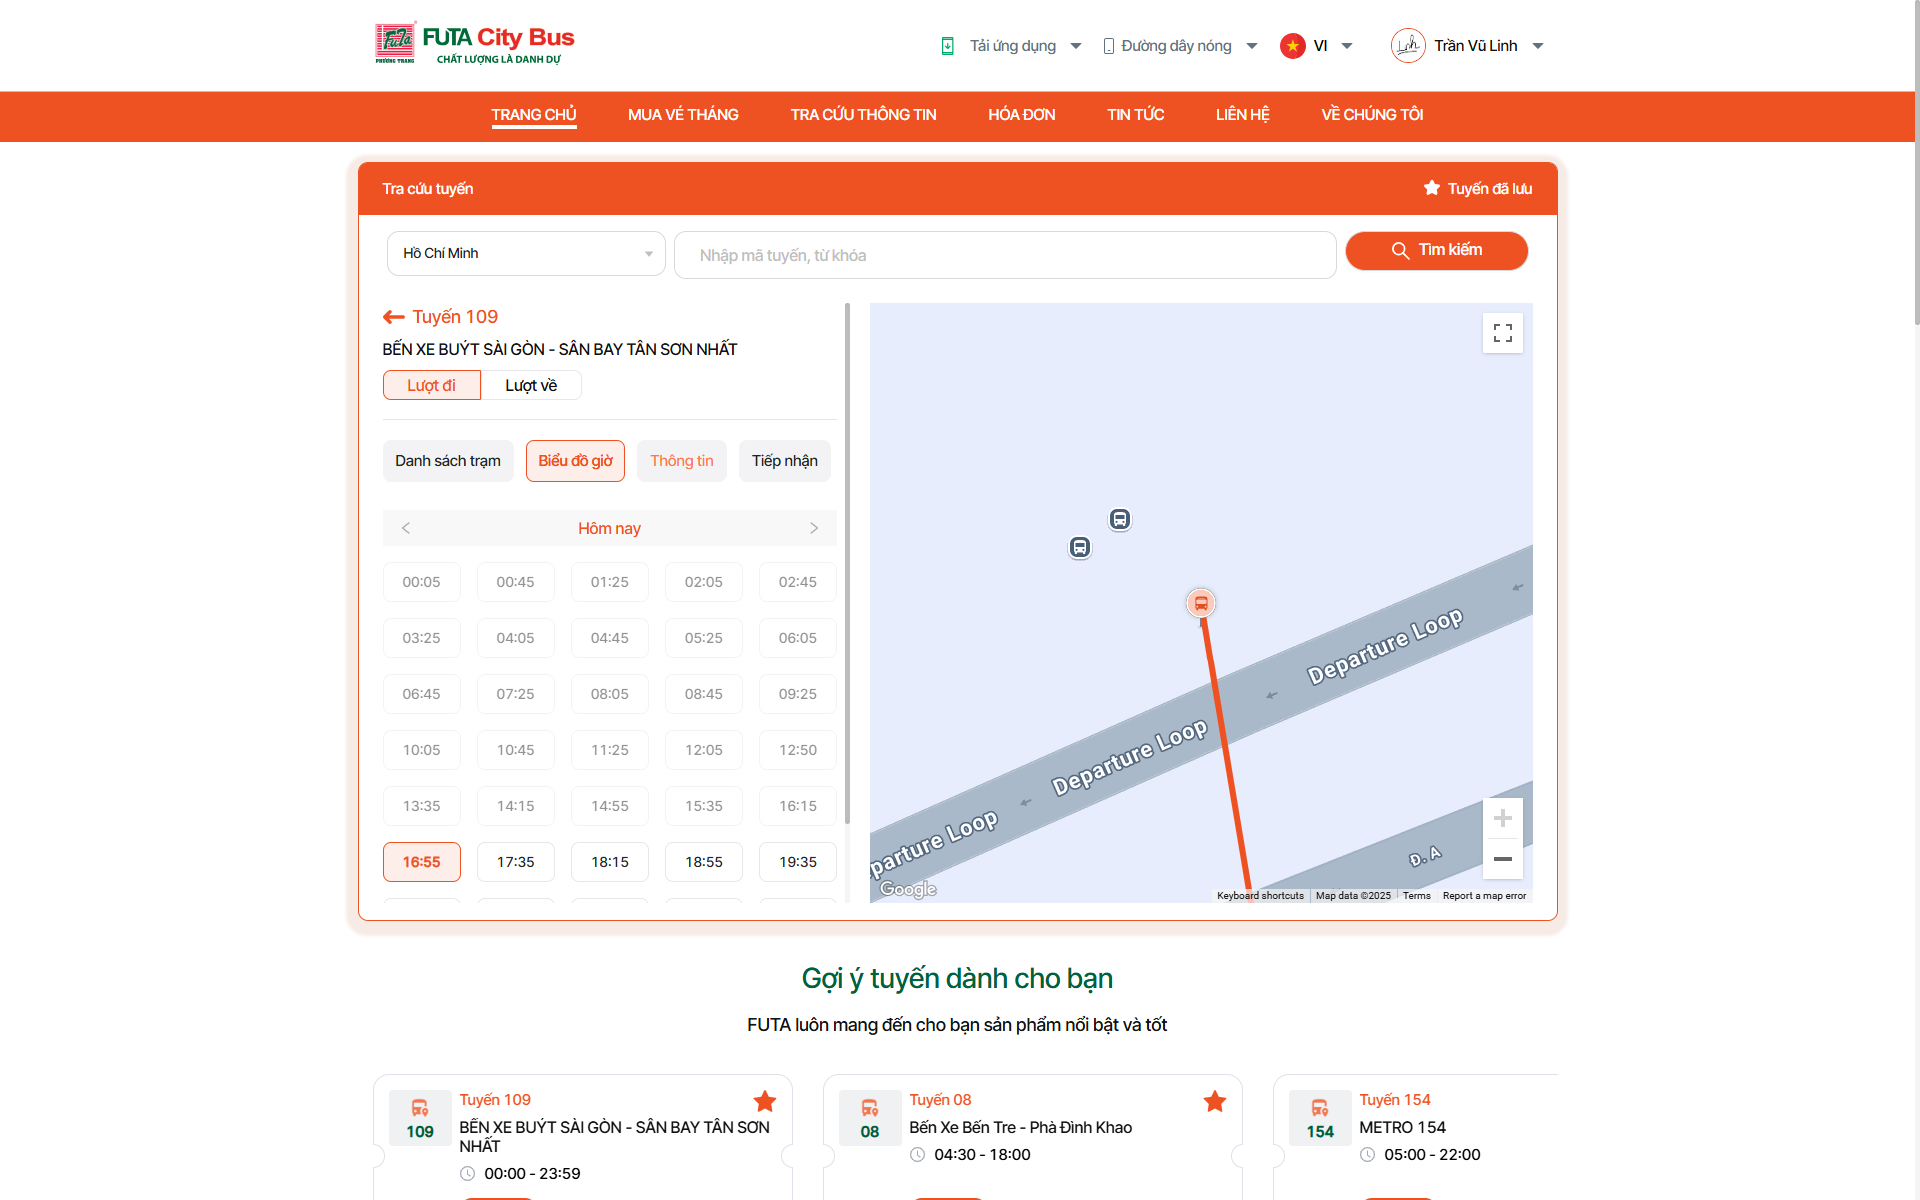 FUTA City Bus
PHƯƠNG TRANG
CHẤT LƯỢNG LÀ DANH DỰ
Tải ứng dụng
Đường dây nóng
VI
Trần Vũ Linh
TRANG CHỦ
MUA VÉ THÁNG
TRA CỨU THÔNG TIN
HÓA ĐƠN
TIN TỨC
LIÊN HỆ
VỀ CHÚNG TÔI
Tra cứu tuyến
Tuyến đã lưu
Hồ Chí Minh
Nhập mã tuyến, từ khóa
Tìm kiếm
Tuyến 109
BẾN XE BUÝT SÀI GÒN - SÂN BAY TÂN SƠN NHẤT
Lượt đi
Lượt về
Danh sách trạm
Biểu đồ giờ
Thông tin
Tiếp nhận
Hôm nay
00:05 00:45 01:25 02:05 02:45
03:25 04:05 04:45 05:25 06:05
06:45 07:25 08:05 08:45 09:25
10:05 10:45 11:25 12:05 12:50
13:35 14:15 14:55 15:35 16:15
16:55 17:35 18:15 18:55 19:35
Departure Loop
Departure Loop
parture Loop
Đ. A
Google
Keyboard shortcuts
Map data ©2025
Terms
Report a map error
Gợi ý tuyến dành cho bạn
FUTA luôn mang đến cho bạn sản phẩm nổi bật và tốt
109
Tuyến 109
BẾN XE BUÝT SÀI GÒN - SÂN BAY TÂN SƠN
NHẤT
00:00 - 23:59
08
Tuyến 08
Bến Xe Bến Tre - Phà Đình Khao
04:30 - 18:00
154
Tuyến 154
METRO 154
05:00 - 22:00